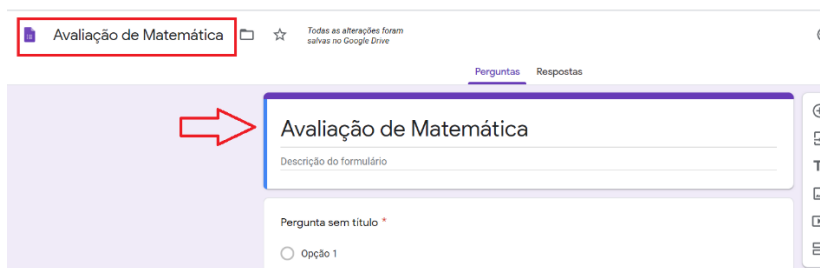 Avaliação de Matemática
Todas as alterações foram
salvas no Google Drive
Perguntas Respostas
Avaliação de Matemática
Descrição do formulário
Pergunta sem título *
Opção 1